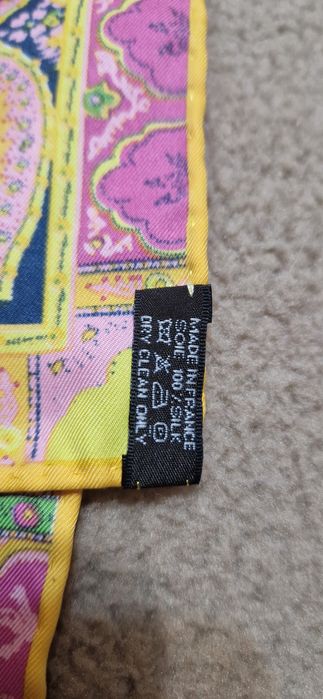 MADE IN FRANCE
SOIE 100% SILK
DRY CLEAN ONLY